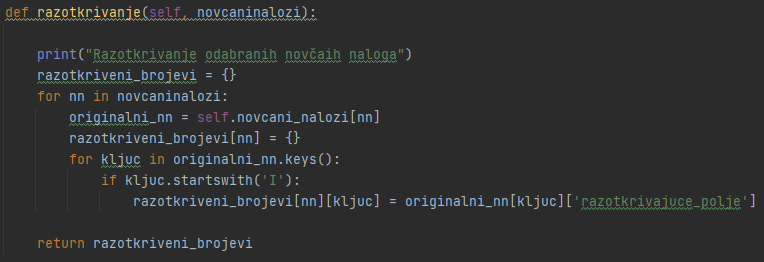 def razotkrivanje(self, novcaninalozi):
print("Razotkrivanje odabranih novčaih naloga")
razotkriveni_brojevi = {}
for nn in novcaninalozi:
originalni_nn = self.novcani_nalozi[nn]
razotkriveni_brojevi[nn] = {}
for kljuc in originalni_nn.keys():
if kljuc.startswith('I'):
razotkriveni_brojevi[nn][kljuc] = originalni_nn[kljuc]['razotkrivajuce_polje']
return razotkriveni_brojevi